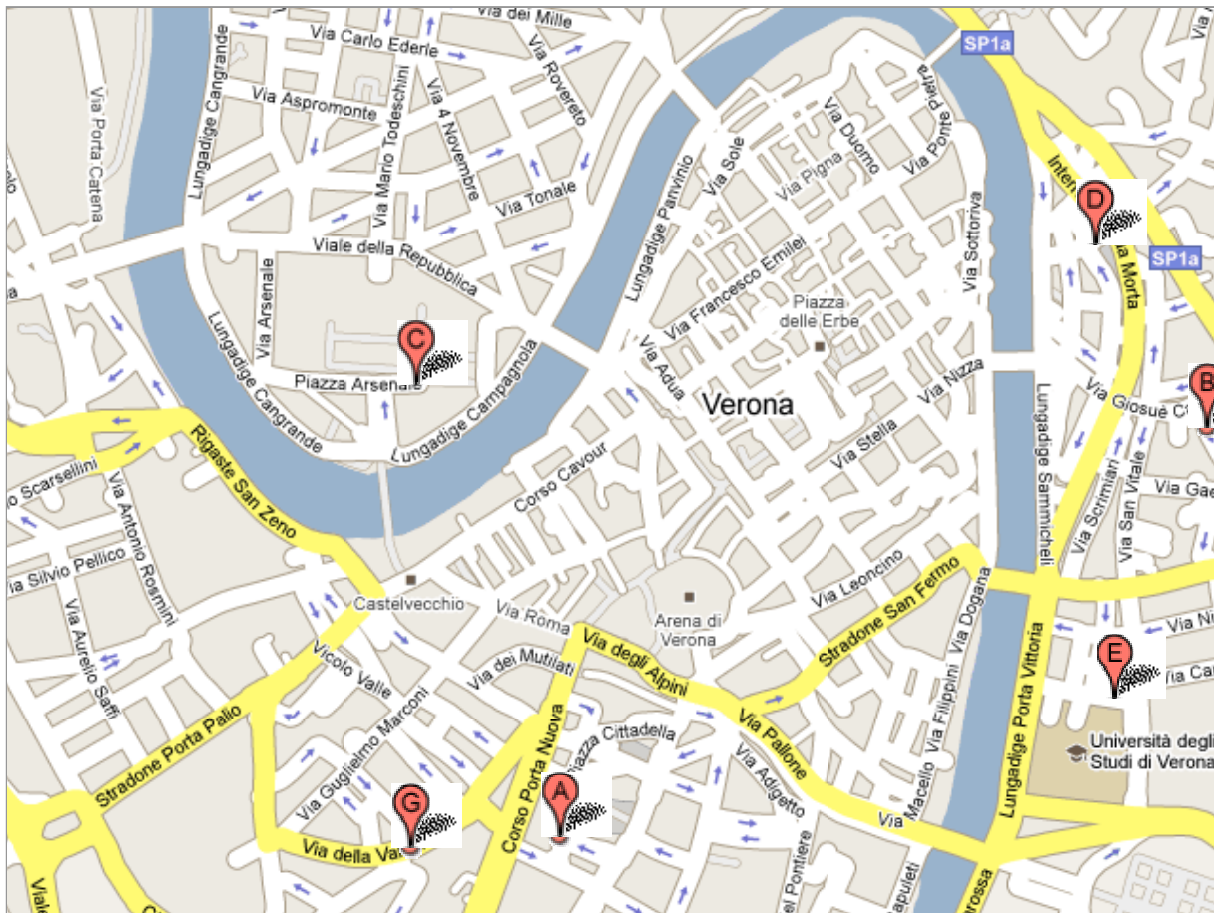 Via dei Mille
Via Carlo Ederle
SP1a
Via Rovereto
Via Porta Catena
Lungadige Cangrande
Via Aspromonte
Via Mario Todeschini
Via 4 Novembre
Via Duomo
Via Ponte Pietra
Via Sole
Via Pigna
Lungadige Panvinio
Via Tonale
D
Viale della Repubblica
Via Sottoriva
SP1a
Morta
Via Francesco Emilei
Via Arsenale
Piazza
delle Erbe
Lungadige Cangrande
C
Piazza Arsenale
Lungadige Campagnola
Via Adua
Via Nizza
B
Verona
Via Giosuè
Rigaste San Zeno
Corso Cavour
Via Stella
Lungadige Sammicheli
Via Scrimiari
Via San Vitale
Scarsellini
Via Antonio Rosmini
Via Silvio Pellico
Castelvecchio
Via Roma
Arena di
Verona
Via Leoncino
Stradone San Fermo
Via Dogana
Via Filippini
Via Aurelio Saffi
Vicolo Valle
Via dei Mutilati
Via degli Alpini
Lungadige Porta Vittoria
E
Via Guglielmo Marconi
Stradone Porta Palio
Corso Porta Nuova
Piazza Cittadella
Via Pallone
Via Adigetto
Via Macello
Università degli
Studi di Verona
G
A
Via della
Via
Pontiere
Viale